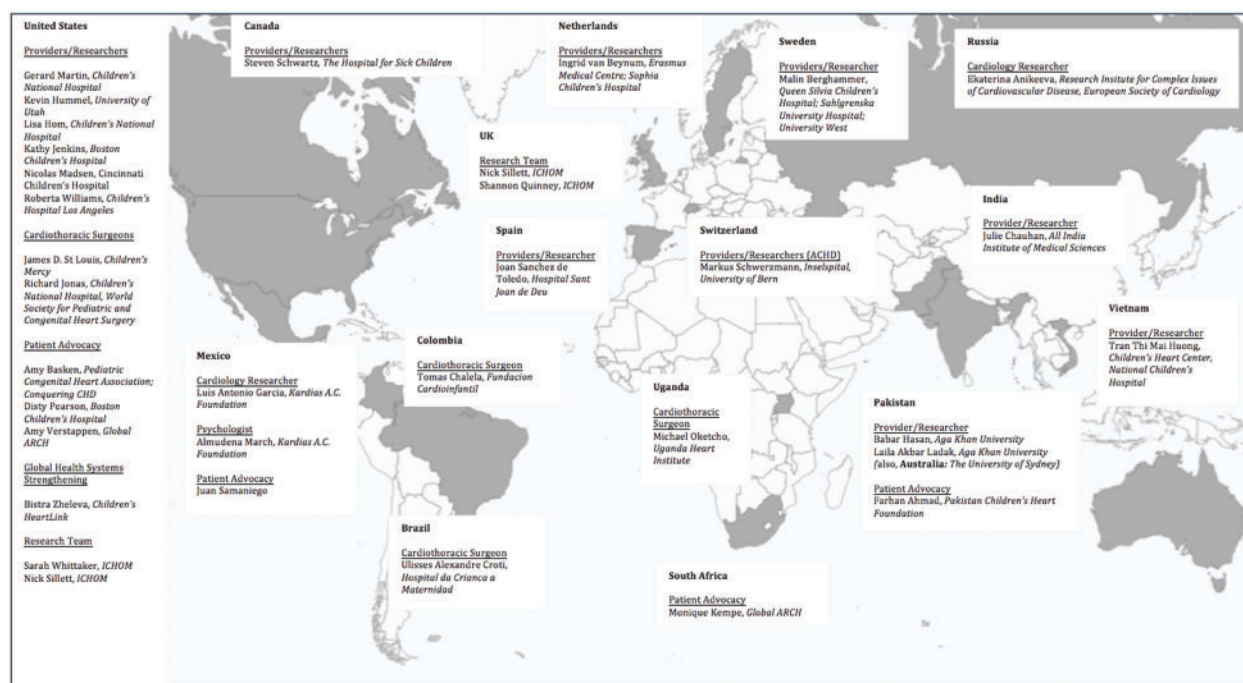 United States
Providers/Researchers
Gerard Martin, Children's
National Hospital
Kevin Hummel, University of
Utah
Lisa Hom, Children's National
Hospital
Kathy Jenkins, Boston
Children's Hospital
Nicolas Madsen, Cincinnati
Children's Hospital
Roberta Williams, Children's
Hospital Los Angeles
Cardiothoracic Surgeons
James D. St Louis, Children's
Mercy
Richard Jonas, Children's
National Hospital, World
Society for Pediatric and
Congenital Heart Surgery
Patient Advocacy
Amy Basken, Pediatric
Congenital Heart Association;
Conquering CHD
Disty Pearson, Boston
Children's Hospital
Amy Verstappen, Global
ARCH
Global Health Systems
Strengthening
Bistra Zheleva, Children's
HeartLink
Research Team
Sarah Whittaker, ICHOM
Nick Sillett, ICHOM
Canada
Providers/Researchers
Steven Schwartz, The Hospital for Sick Children
Netherlands
Providers/Researchers
Ingrid van Beynum, Erasmus
Medical Centre; Sophia
Children's Hospital
Sweden
Providers/Researcher
Malin Berghammer,
Queen Silvia Children's
Hospital; Sahlgrenska
University Hospital;
University West
Russia
Cardiology Researcher
Ekaterina Anikeeva, Research Insitute for Complex Issues
of Cardiovascular Disease, European Society of Cardiology
UK
Research Team
Nick Sillett, ICHOM
Shannon Quinney, ICHOM
India
Provider/Researcher
Julie Chauhan, All India
Institute of Medical Sciences
Spain
Providers/Researcher
Joan Sanchez de
Toledo, Hospital Sant
Joan de Deu
Switzerland
Providers/Researchers (ACHD)
Markus Schwerzmann, Inselspital,
University of Bern
Vietnam
Provider/Researcher
Tran Thi Mai Huong,
Children's Heart Center,
National Children's
Hospital
Colombia
Cardiothoracic Surgeon
Tomas Chalela, Fundacion
Cardioinfantil
Mexico
Cardiology Researcher
Luis Antonio Garcia, Kardias A.C.
Foundation
Psychologist
Almudena March, Kardias A.C.
Foundation
Patient Advocacy
Juan Samaniego
Uganda
Cardiothoracic
Surgeon
Michael Oketcho,
Uganda Heart
Institute
Pakistan
Provider/Researcher
Babar Hasan, Aga Khan University
Laila Akbar Ladak, Aga Khan University
(also, Australia: The University of Sydney)
Patient Advocacy
Farhan Ahmad, Pakistan Children's Heart
Foundation
Brazil
Cardiothoracic Surgeon
Ulisses Alexandre Croti,
Hospital da Crianca a
Maternidad
South Africa
Patient Advocacy
Monique Kempe, Global ARCH